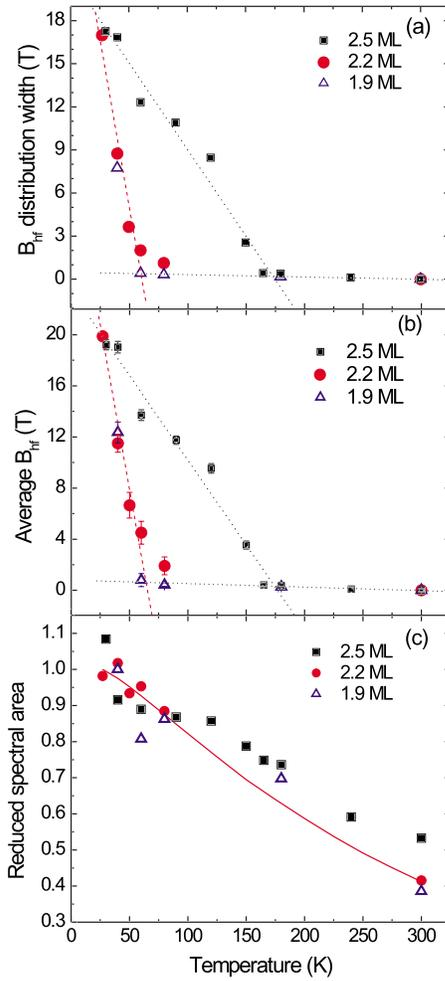 (a)
2.5 ML
2.2 ML
1.9 ML
B_hf distribution width (T)
18
15
12
9
6
3
0
(b)
2.5 ML
2.2 ML
1.9 ML
Average B_hf (T)
20
16
12
8
4
0
(c)
2.5 ML
2.2 ML
1.9 ML
Reduced spectral area
1.1
1.0
0.9
0.8
0.7
0.6
0.5
0.4
0.3
0 50 100 150 200 250 300
Temperature (K)